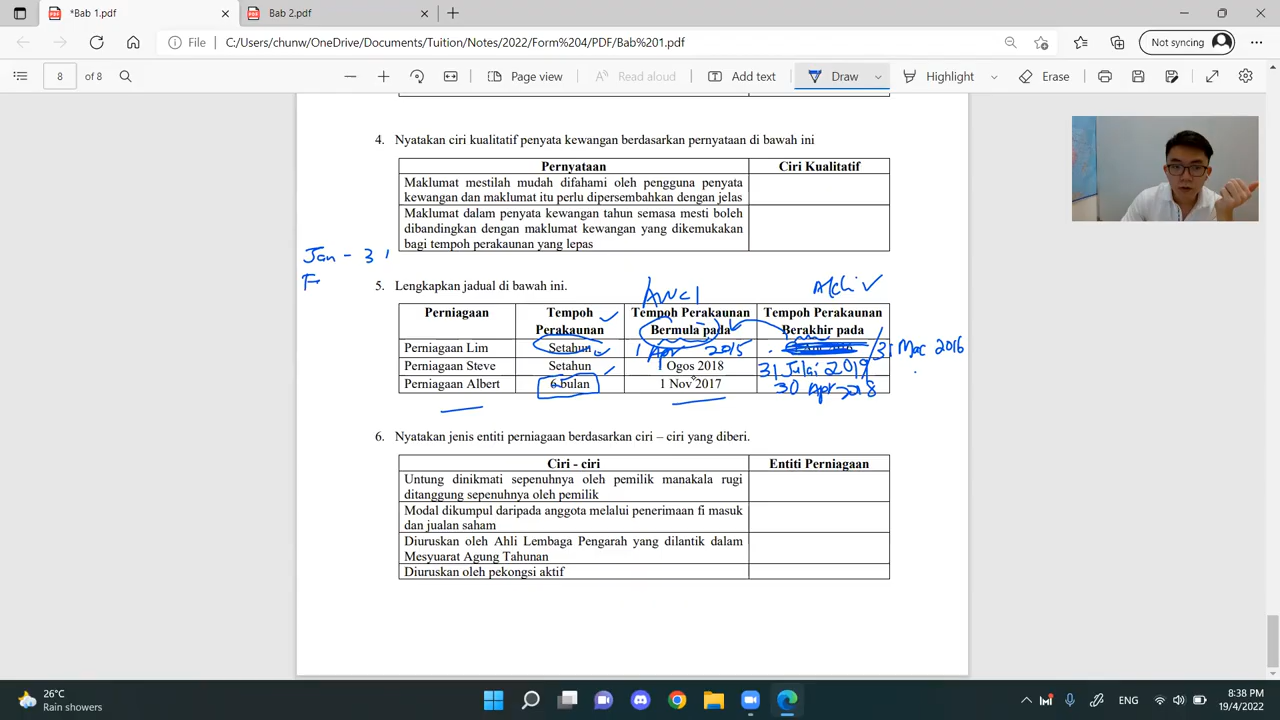 *Bab 1.pdf
Bab 2.pdf
File
C:/Users/chunw/OneDrive/Documents/Tuition/Notes/2022/Form%204/PDF/Bab%201.pdf
Not syncing
8 of 8
Page view
Read aloud
Add text
Draw
Highlight
Erase
4. Nyatakan ciri kualitatif penyata kewangan berdasarkan pernyataan di bawah ini
Pernyataan Ciri Kualitatif
Maklumat mestilah mudah difahami oleh pengguna penyata
kewangan dan maklumat itu perlu dipersembahkan dengan jelas
Maklumat dalam penyata kewangan tahun semasa mesti boleh
dibandingkan dengan maklumat kewangan yang dikemukakan
bagi tempoh perakaunan yang lepas
Jan - 31
F
5. Lengkapkan jadual di bawah ini.
Awal
Akhir
Perniagaan Tempoh Tempoh Perakaunan Tempoh Perakaunan
Perakaunan Bermula pada Berakhir pada
Perniagaan Lim Setahun 1 Apr 2015 31 Mac 2016
Perniagaan Steve Setahun 1 Ogos 2018 31 Julai 2019
Perniagaan Albert 6 bulan 1 Nov 2017 30 Apr 2018
6. Nyatakan jenis entiti perniagaan berdasarkan ciri – ciri yang diberi.
Ciri - ciri Entiti Perniagaan
Untung dinikmati sepenuhnya oleh pemilik manakala rugi
ditanggung sepenuhnya oleh pemilik
Modal dikumpul daripada anggota melalui penerimaan fi masuk
dan jualan saham
Diuruskan oleh Ahli Lembaga Pengarah yang dilantik dalam
Mesyuarat Agung Tahunan
Diuruskan oleh pekongsi aktif
26°C
Rain showers
ENG
8:38 PM
19/4/2022